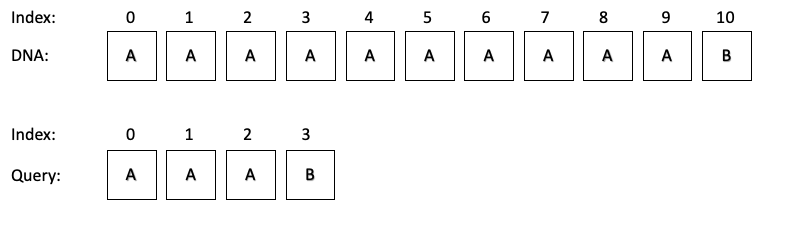 Index: 0 1 2 3 4 5 6 7 8 9 10
DNA: A A A A A A A A A A B
Index: 0 1 2 3
Query: A A A B